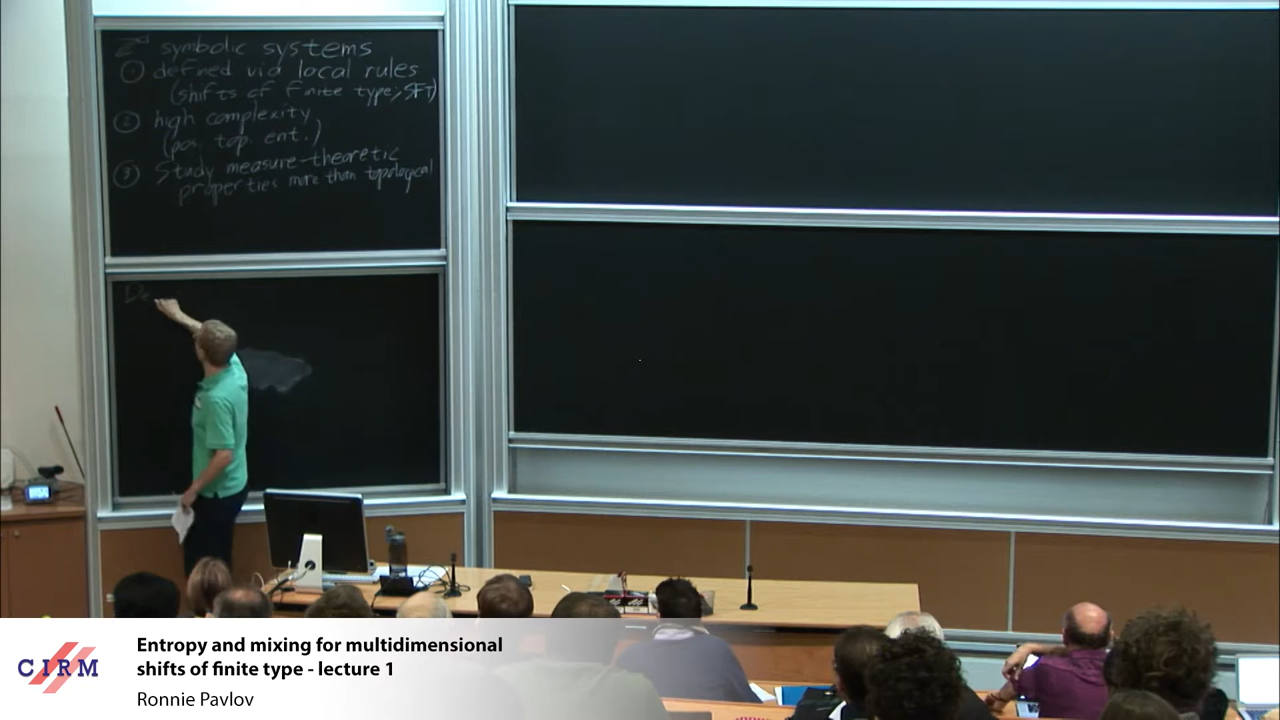 ℤᵈ symbolic systems
① defined via local rules
(shifts of finite type, SFT)
② high complexity
(pos. top. ent.)
③ Study measure-theoretic
properties more than topological
De
CIRM
Entropy and mixing for multidimensional
shifts of finite type - lecture 1
Ronnie Pavlov